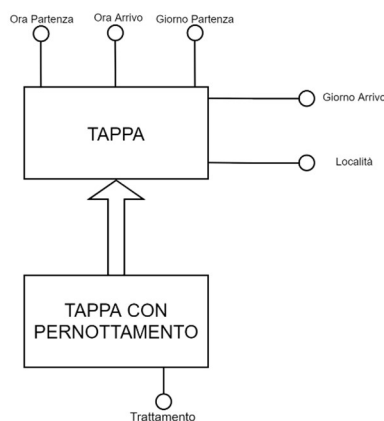 Ora Partenza
Ora Arrivo
Giorno Partenza
Giorno Arrivo
TAPPA
Località
TAPPA CON
PERNOTTAMENTO
Trattamento